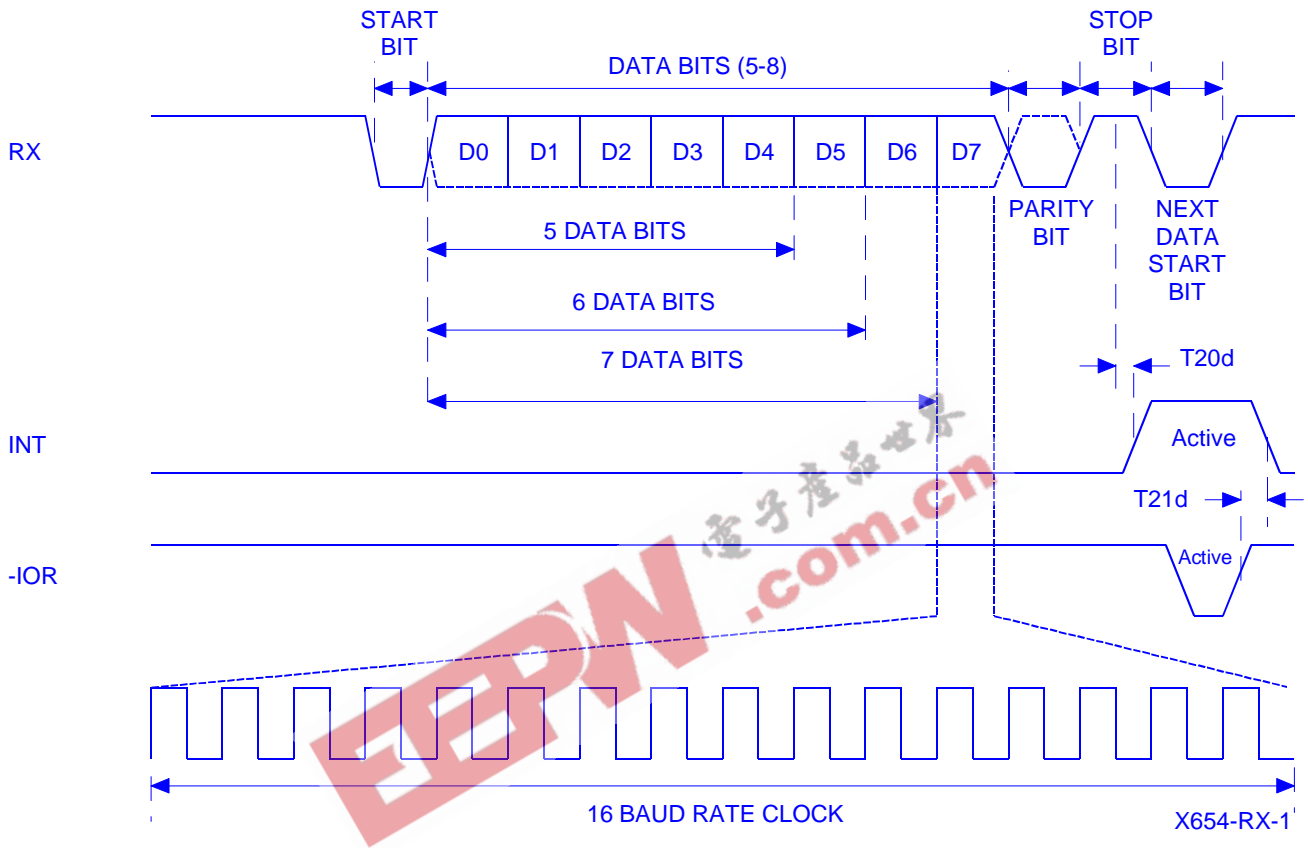 START
BIT
STOP
BIT
DATA BITS (5-8)
RX
D0 D1 D2 D3 D4 D5 D6 D7
PARITY
BIT
NEXT
DATA
START
BIT
5 DATA BITS
6 DATA BITS
7 DATA BITS
T20d
INT
Active
T21d
-IOR
Active
電子產品世界
EEPW.com.cn
16 BAUD RATE CLOCK
X654-RX-1